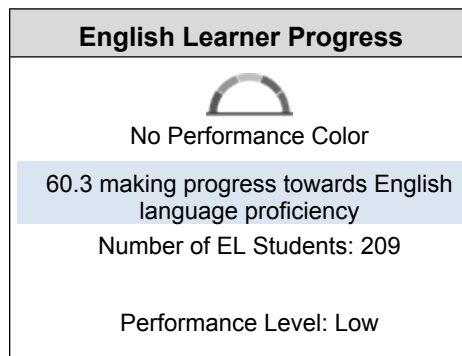 English Learner Progress
No Performance Color
60.3 making progress towards English
language proficiency
Number of EL Students: 209
Performance Level: Low